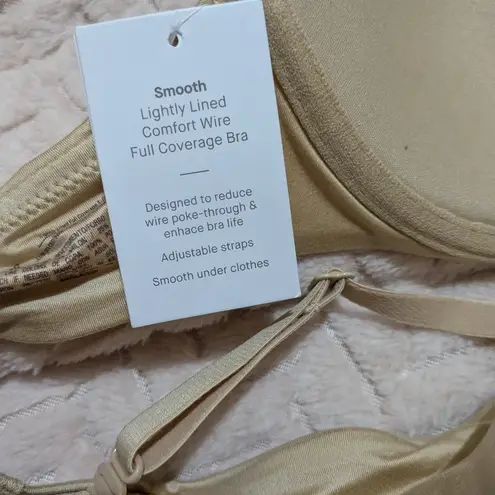 Smooth
Lightly Lined
Comfort Wire
Full Coverage Bra
Designed to reduce
wire poke-through &
enhace bra life
Adjustable straps
Smooth under clothes